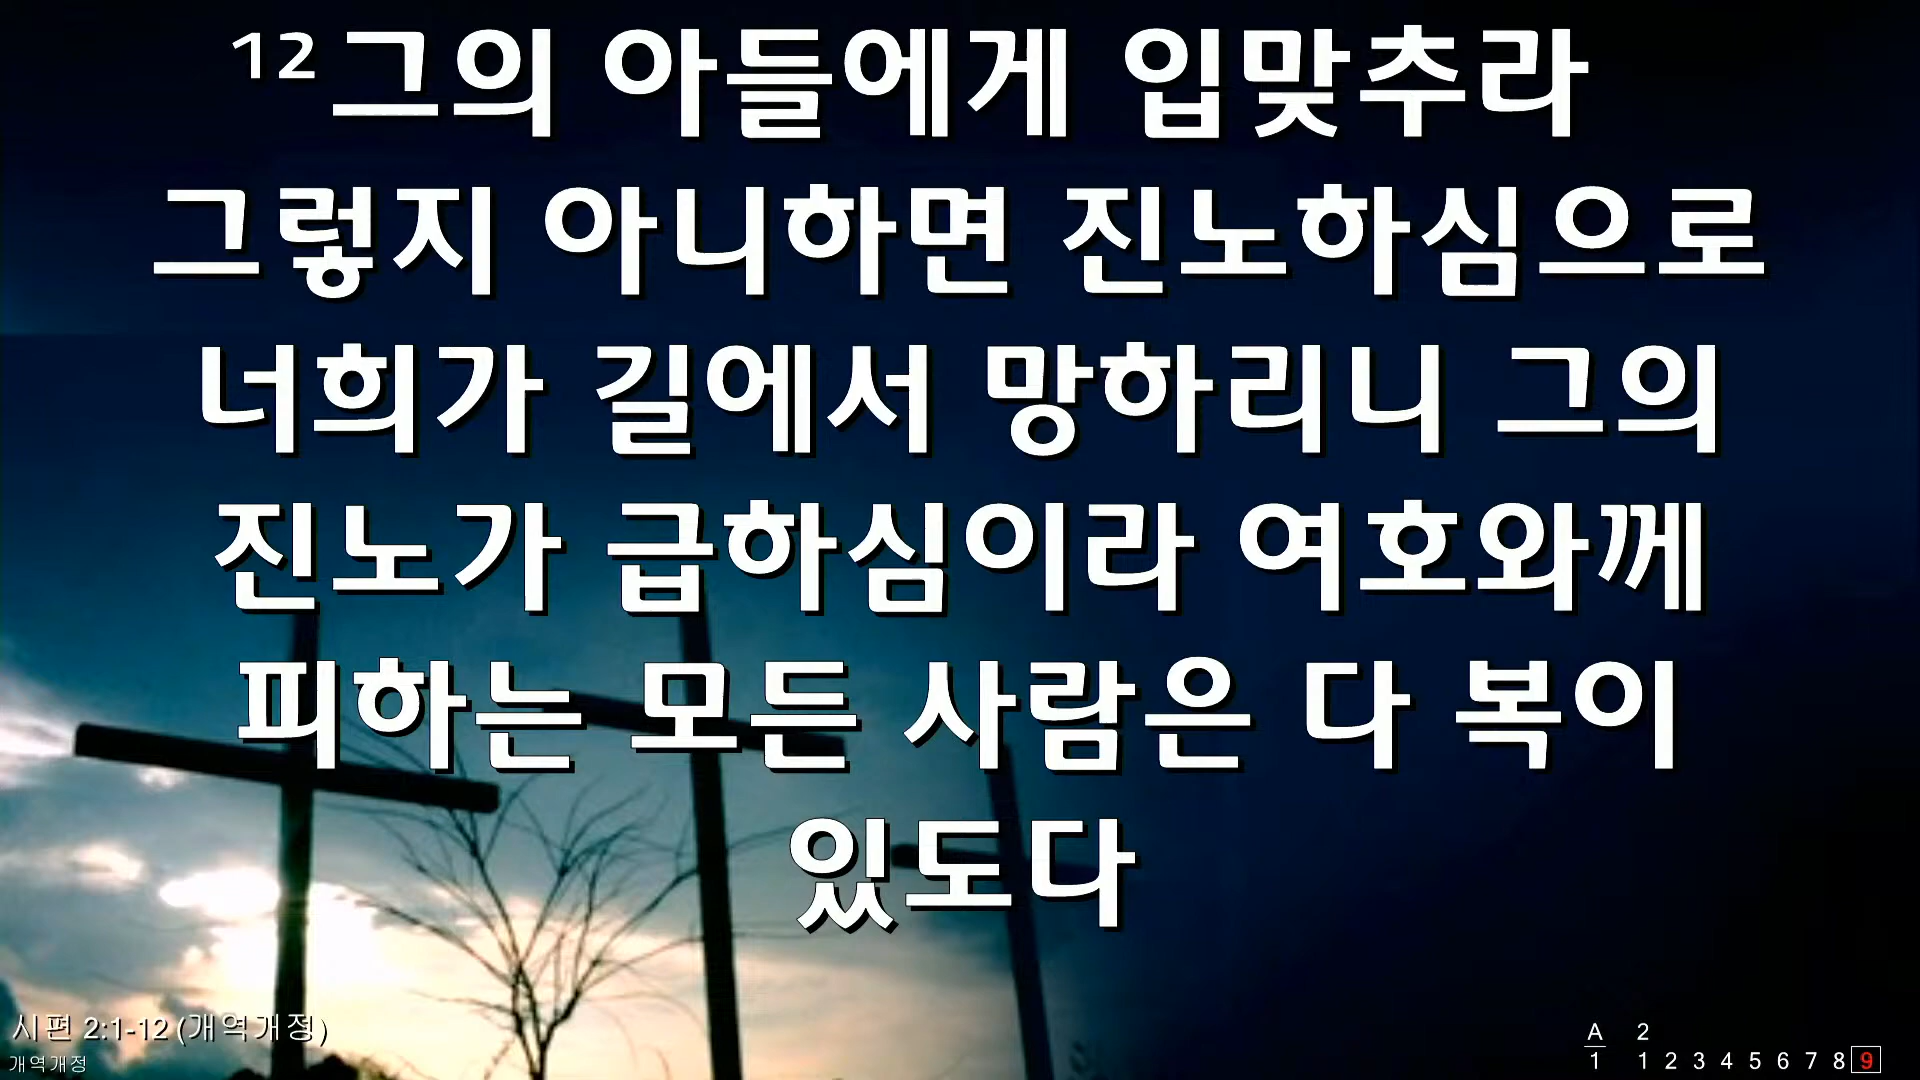 12그의 아들에게 입맞추라
그렇지 아니하면 진노하심으로
너희가 길에서 망하리니 그의
진노가 급하심이라 여호와께
피하는 모든 사람은 다 복이
있도다
시편 2:1-12 (개역개정)
개역개정
A 2
1 1 2 3 4 5 6 7 8 9